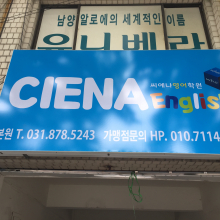 남양 알로에의 세계적인 이름
유니베라
CIENA
씨에나영어학원
English
본원 T. 031.878.5243 가맹점문의 HP. 010.7114